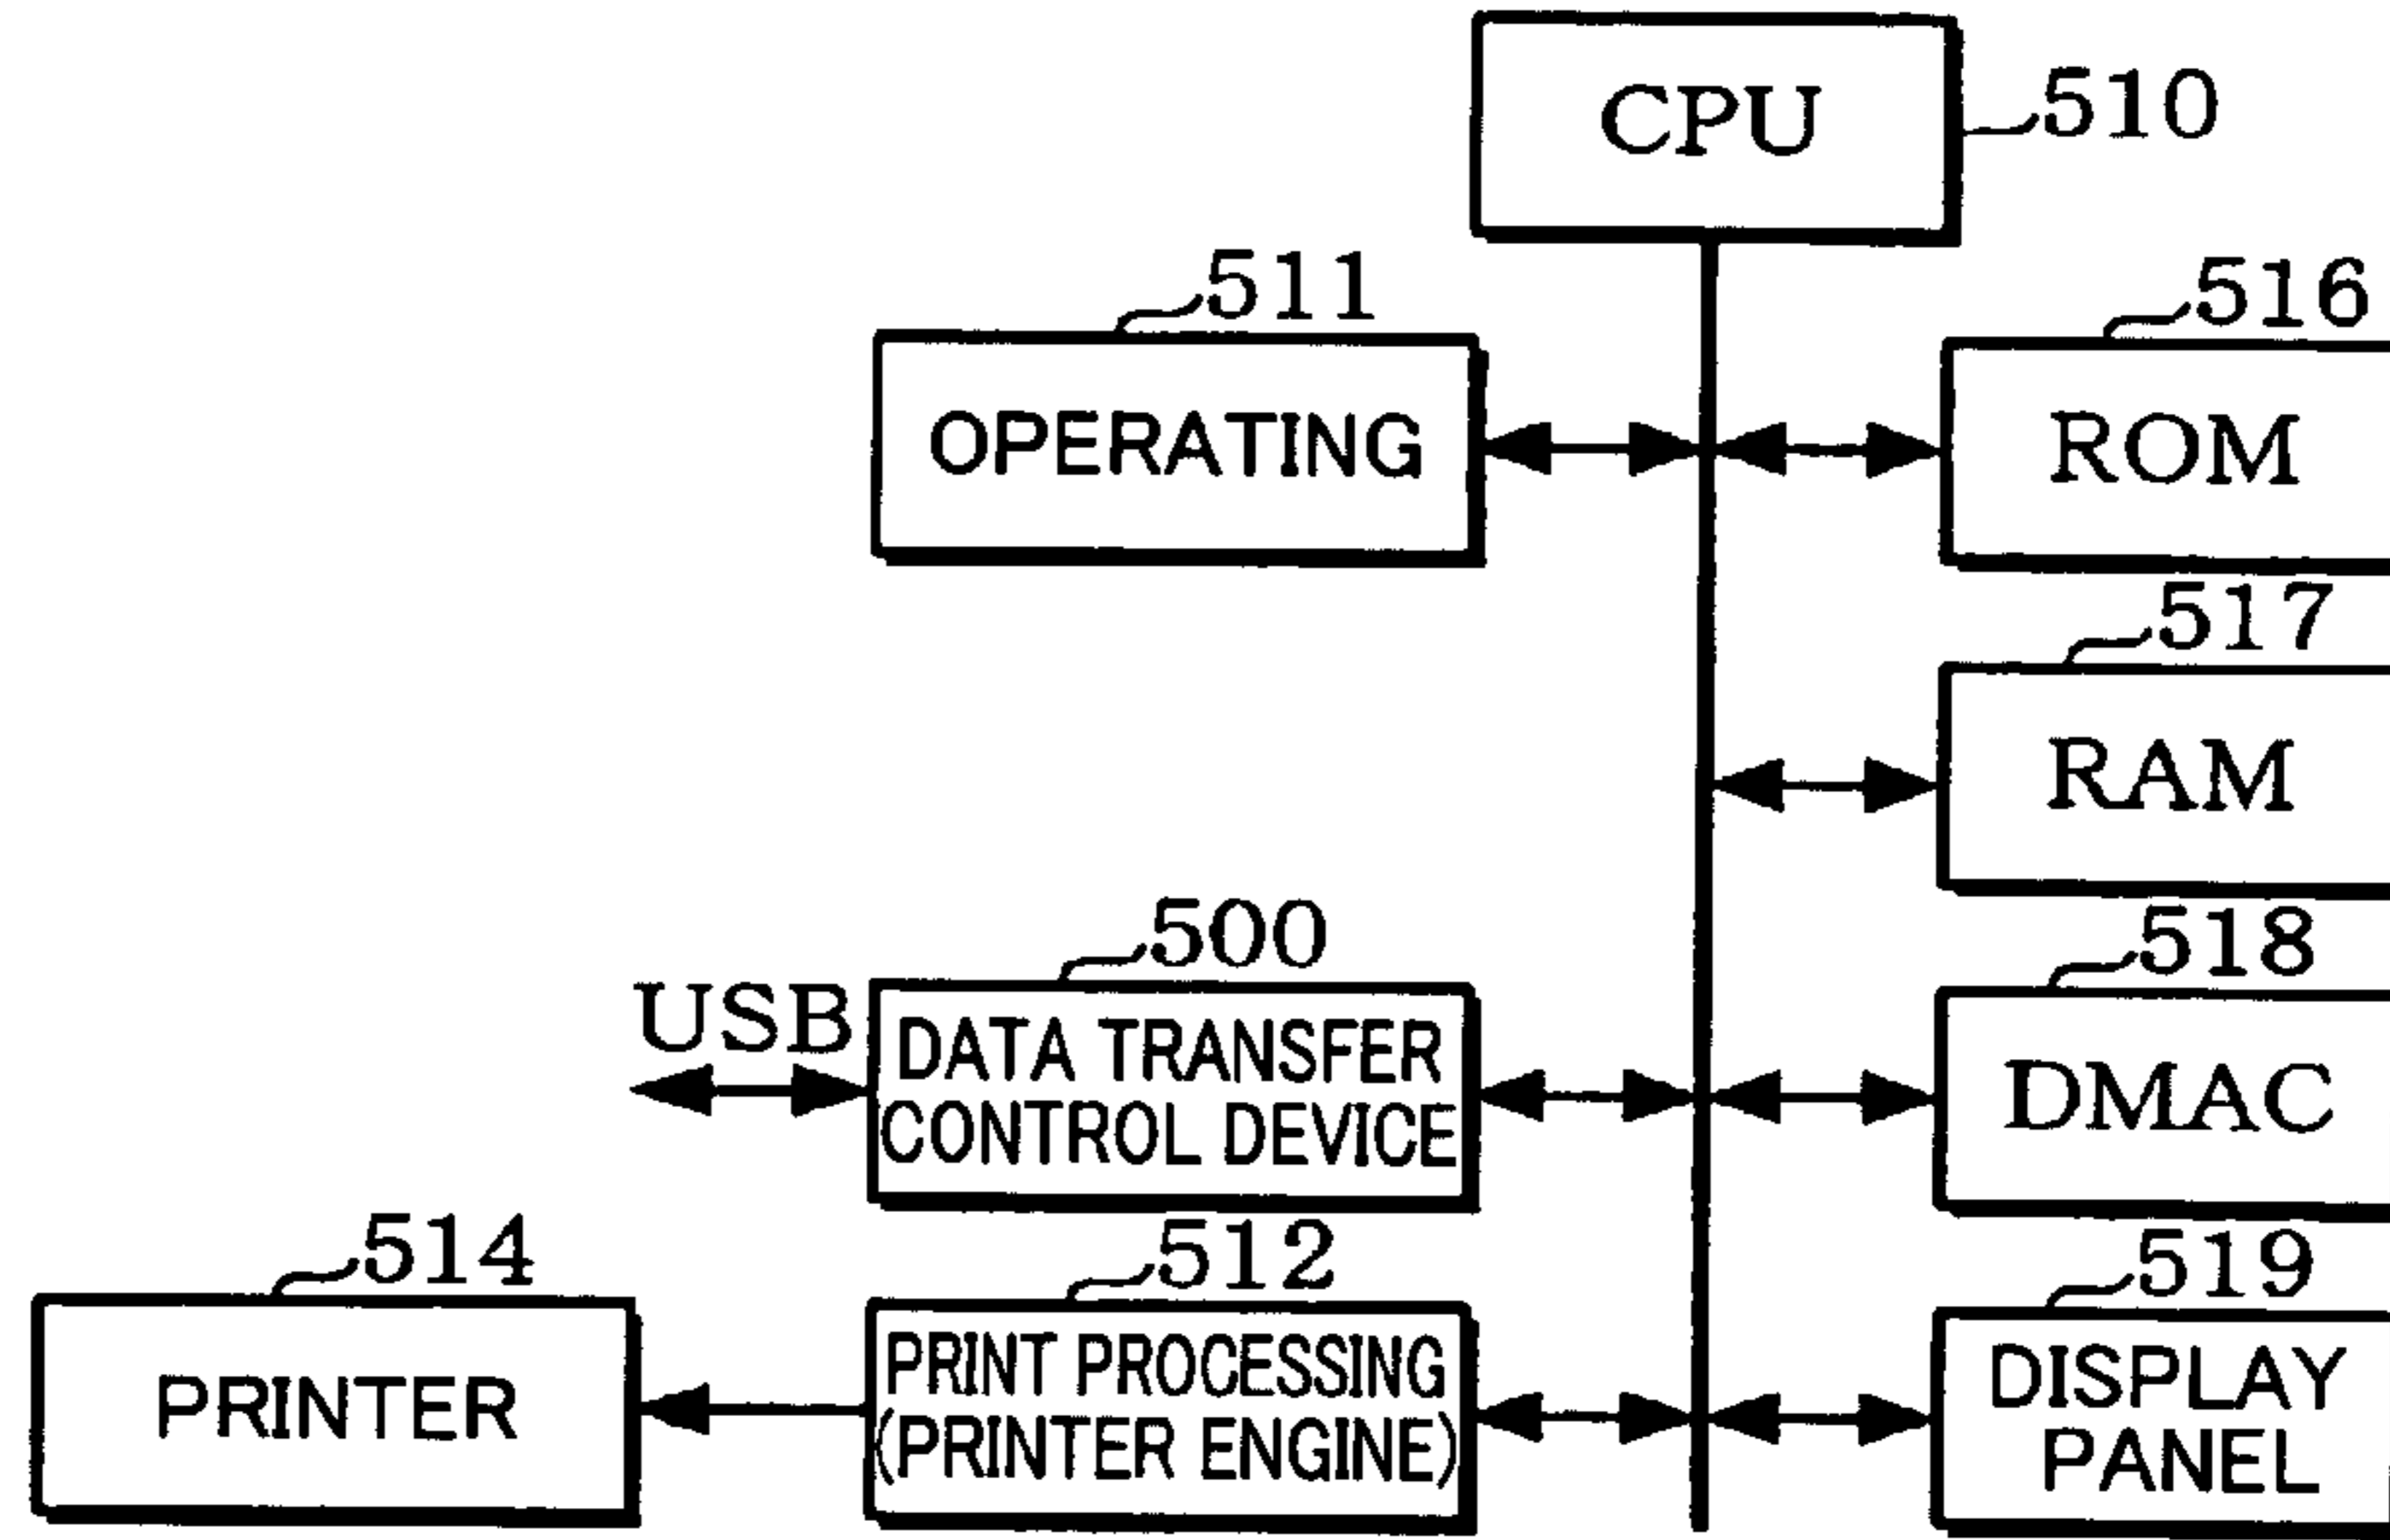 CPU
510
511
516
OPERATING
ROM
517
RAM
500
518
USB
DATA TRANSFER
CONTROL DEVICE
DMAC
514
512
519
PRINTER
PRINT PROCESSING
(PRINTER ENGINE)
DISPLAY
PANEL